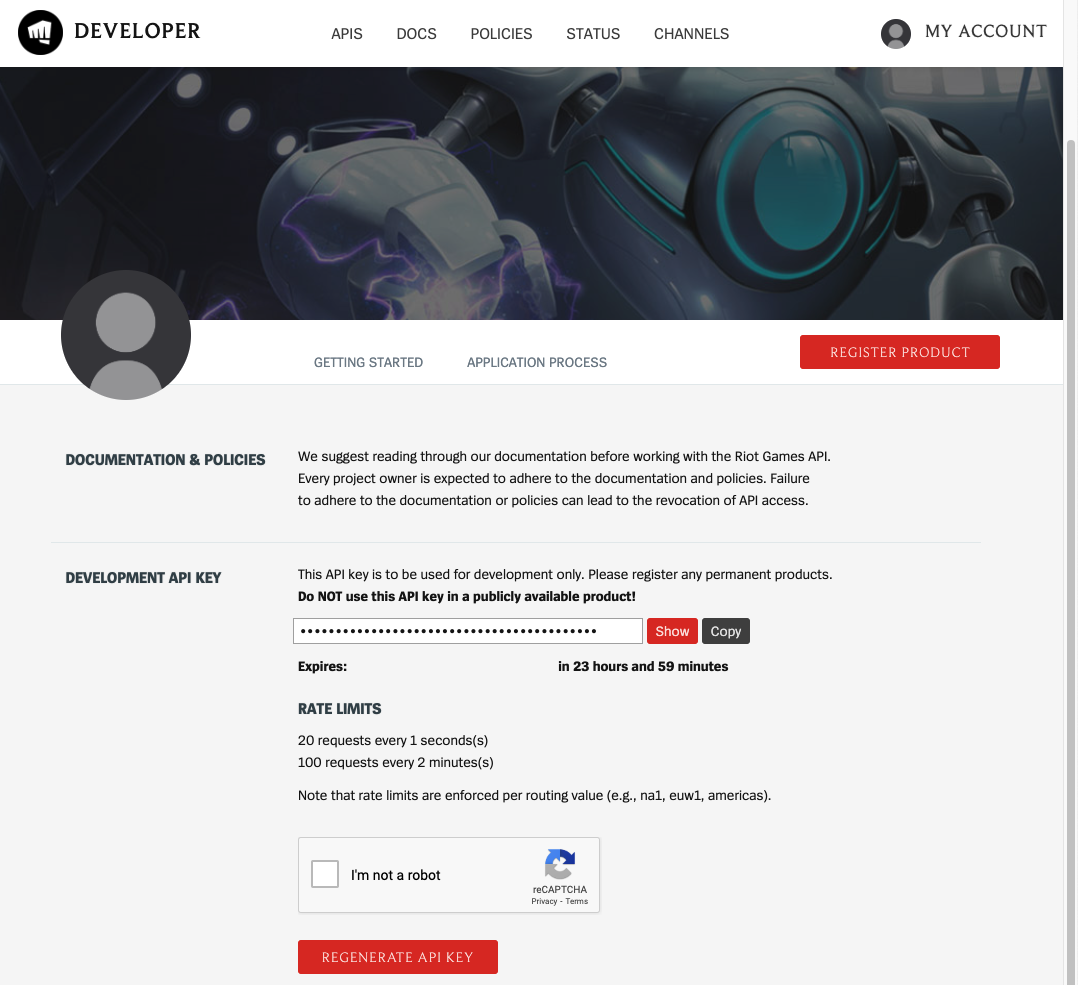 DEVELOPER
APIS DOCS POLICIES STATUS CHANNELS
MY ACCOUNT
GETTING STARTED APPLICATION PROCESS
REGISTER PRODUCT
DOCUMENTATION & POLICIES
We suggest reading through our documentation before working with the Riot Games API.
Every project owner is expected to adhere to the documentation and policies. Failure
to adhere to the documentation or policies can lead to the revocation of API access.
DEVELOPMENT API KEY
This API key is to be used for development only. Please register any permanent products.
Do NOT use this API key in a publicly available product!
Show Copy
Expires: in 23 hours and 59 minutes
RATE LIMITS
20 requests every 1 seconds(s)
100 requests every 2 minutes(s)
Note that rate limits are enforced per routing value (e.g., na1, euw1, americas).
I'm not a robot
reCAPTCHA
Privacy - Terms
REGENERATE API KEY